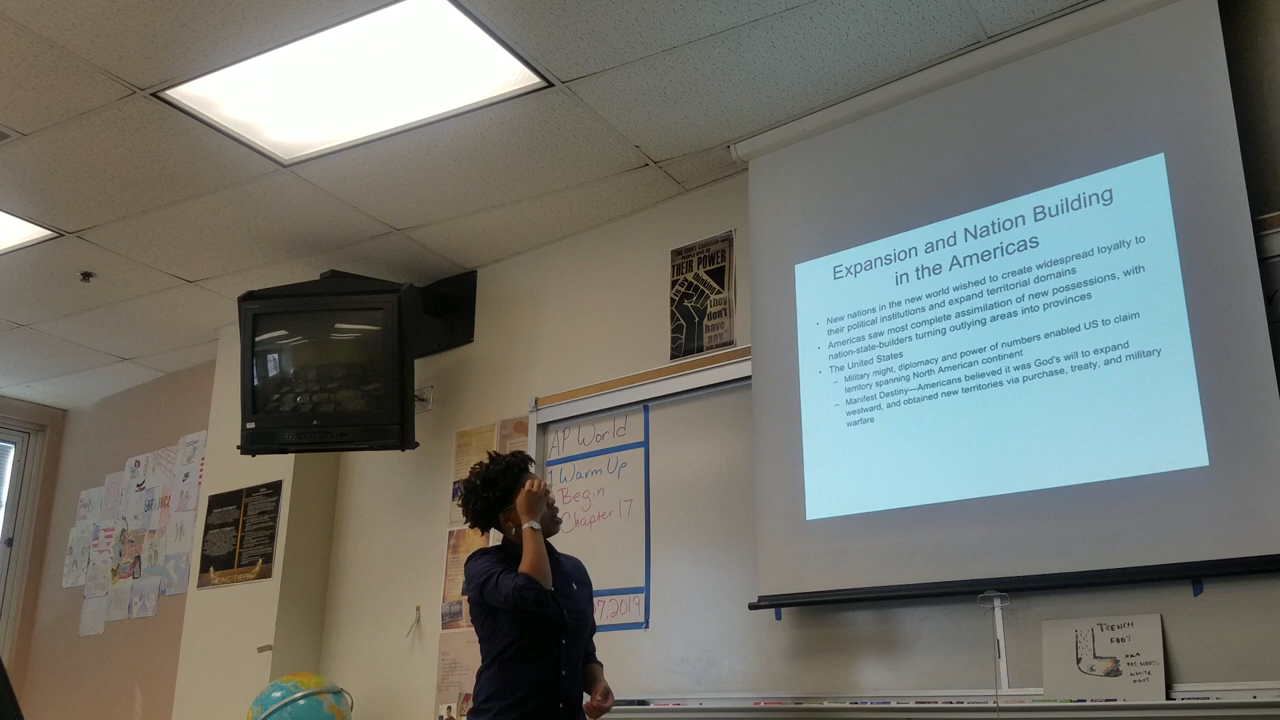 THEIR POWER
they
don't
have
any"
Expansion and Nation Building
in the Americas
• New nations in the new world wished to create widespread loyalty to
their political institutions and expand territorial domains
• Americas saw most complete assimilation of new possessions, with
nation-state-builders turning outlying areas into provinces
• The United States
– Military might, diplomacy and power of numbers enabled US to claim
territory spanning North American continent
– Manifest Destiny—Americans believed it was God's will to expand
westward, and obtained new territories via purchase, treaty, and military
warfare
AP World
1 Warm Up
Begin
Chapter 17
7, 2019
TRENCH
FOOT
AKA